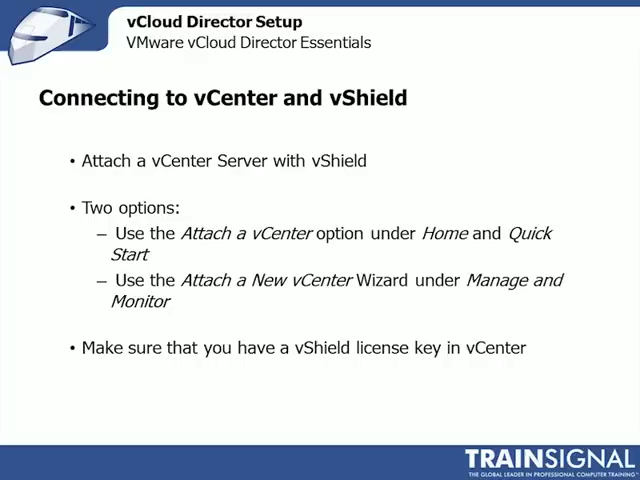 vCloud Director Setup
VMware vCloud Director Essentials
Connecting to vCenter and vShield
• Attach a vCenter Server with vShield
• Two options:
– Use the Attach a vCenter option under Home and Quick
Start
– Use the Attach a New vCenter Wizard under Manage and
Monitor
• Make sure that you have a vShield license key in vCenter
TRAINSIGNAL
THE GLOBAL LEADER IN PROFESSIONAL COMPUTER TRAINING™